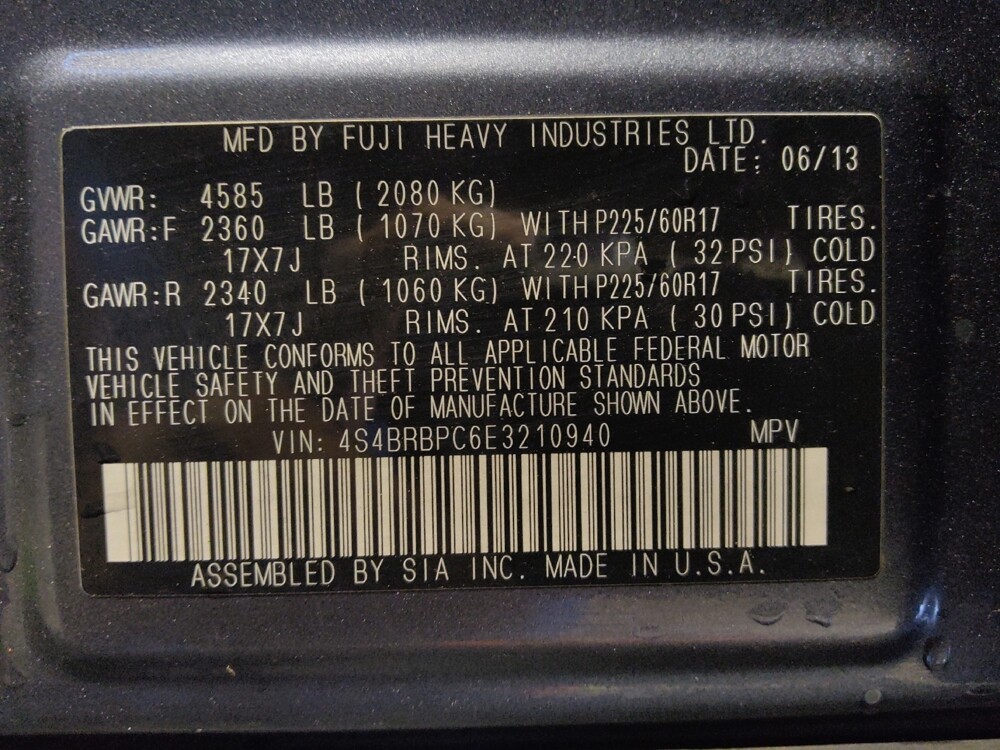 MFD BY FUJI HEAVY INDUSTRIES LTD.
DATE: 06/13
GVWR: 4585 LB ( 2080 KG)
GAWR:F 2360 LB ( 1070 KG) WITH P225/60R17 TIRES.
17X7J RIMS. AT 220 KPA ( 32 PSI) COLD
GAWR:R 2340 LB ( 1060 KG) WITH P225/60R17 TIRES.
17X7J RIMS. AT 210 KPA ( 30 PSI) COLD
THIS VEHICLE CONFORMS TO ALL APPLICABLE FEDERAL MOTOR
VEHICLE SAFETY AND THEFT PREVENTION STANDARDS
IN EFFECT ON THE DATE OF MANUFACTURE SHOWN ABOVE.
VIN: 4S4BRBPC6E3210940 MPV
ASSEMBLED BY SIA INC. MADE IN U.S.A.